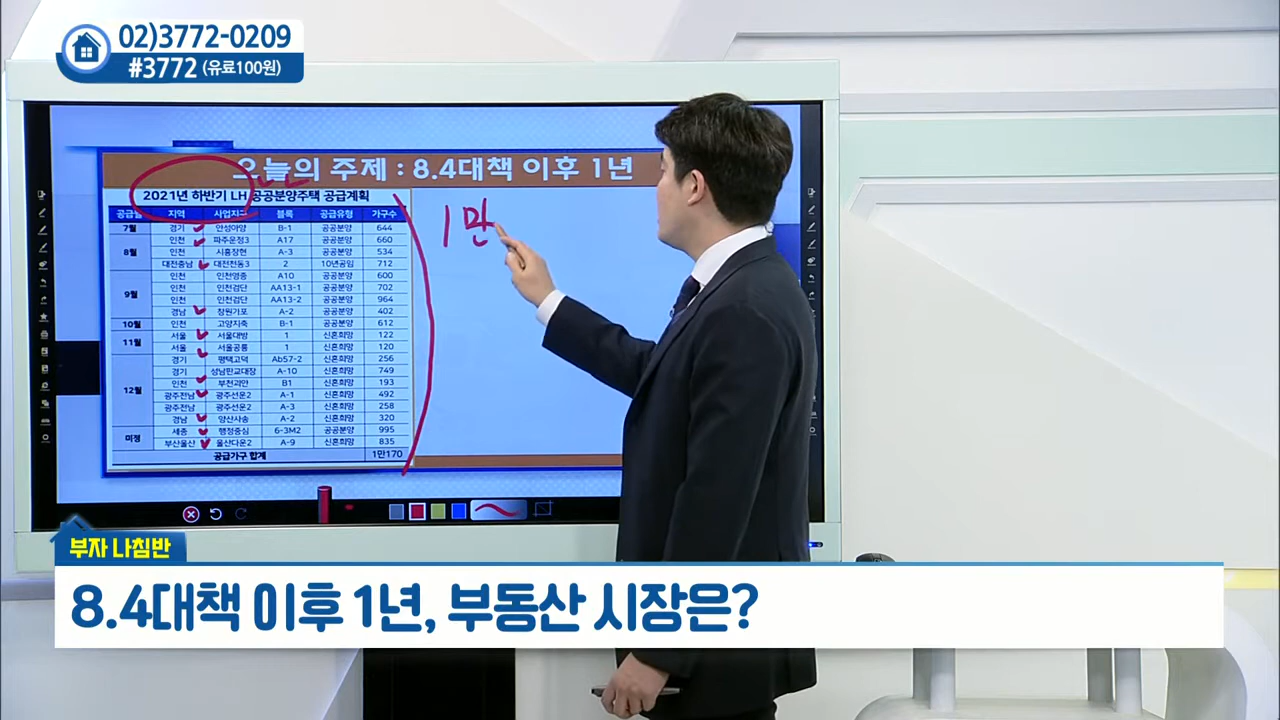 02)3772-0209
#3772 (유료100원)
오늘의 주제 : 8.4대책 이후 1년
2021년 하반기 LH 공공분양주택 공급계획
공급월 지역 사업지구 블록 공급유형 가구수
7월 경기 안성아양 B-1 공공분양 644
인천 파주운정3 A17 공공분양 660
8월 인천 시흥장현 A-3 공공분양 534
대전충남 대전천동3 2 10년공임 712
인천 인천영종 A10 공공분양 600
9월 인천 인천검단 AA13-1 공공분양 702
인천 인천검단 AA13-2 공공분양 964
경남 창원가포 A-2 공공분양 402
10월 인천 고양지축 B-1 공공분양 612
11월 서울 서울대방 1 신혼희망 122
서울 서울공릉 1 신혼희망 120
경기 평택고덕 Ab57-2 신혼희망 256
경기 성남판교대장 A-10 신혼희망 749
12월 인천 부천괴안 B1 신혼희망 193
광주전남 광주선운2 A-1 신혼희망 492
광주전남 광주선운2 A-3 신혼희망 258
경남 양산사송 A-2 신혼희망 320
미정 세종 행정중심 6-3M2 공공분양 995
부산울산 울산다운2 A-9 신혼희망 835
공급가구 합계 1만170
1만
부자 나침반
8.4대책 이후 1년, 부동산 시장은?